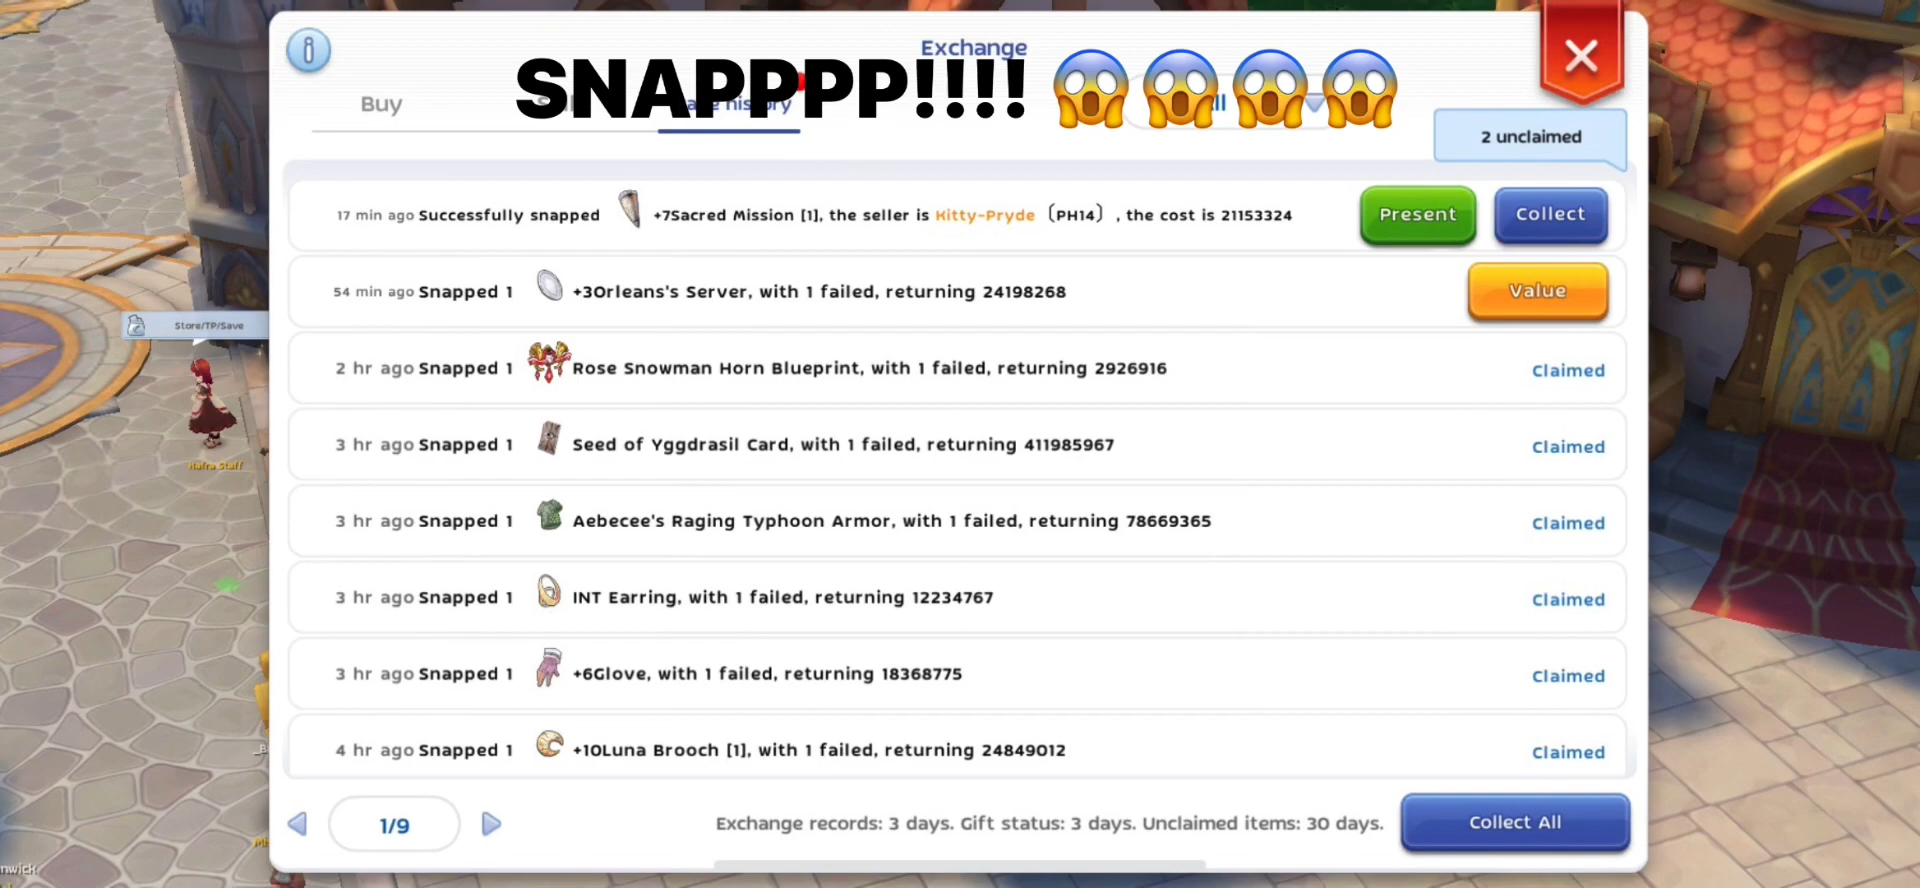 Exchange
SNAPPPP!!!! 😱😱😱😱
Buy
history
2 unclaimed
17 min ago Successfully snapped +7Sacred Mission [1], the seller is Kitty-Pryde (PH14) , the cost is 21153324
Present
Collect
54 min ago Snapped 1 +3Orleans's Server, with 1 failed, returning 24198268
Value
Store/TP/Save
2 hr ago Snapped 1 Rose Snowman Horn Blueprint, with 1 failed, returning 2926916
Claimed
3 hr ago Snapped 1 Seed of Yggdrasil Card, with 1 failed, returning 411985967
Claimed
Kafra Staff
3 hr ago Snapped 1 Aebecee's Raging Typhoon Armor, with 1 failed, returning 78669365
Claimed
3 hr ago Snapped 1 INT Earring, with 1 failed, returning 12234767
Claimed
3 hr ago Snapped 1 +6Glove, with 1 failed, returning 18368775
Claimed
4 hr ago Snapped 1 +10Luna Brooch [1], with 1 failed, returning 24849012
Claimed
1/9
Exchange records: 3 days. Gift status: 3 days. Unclaimed items: 30 days.
Collect All
nwick